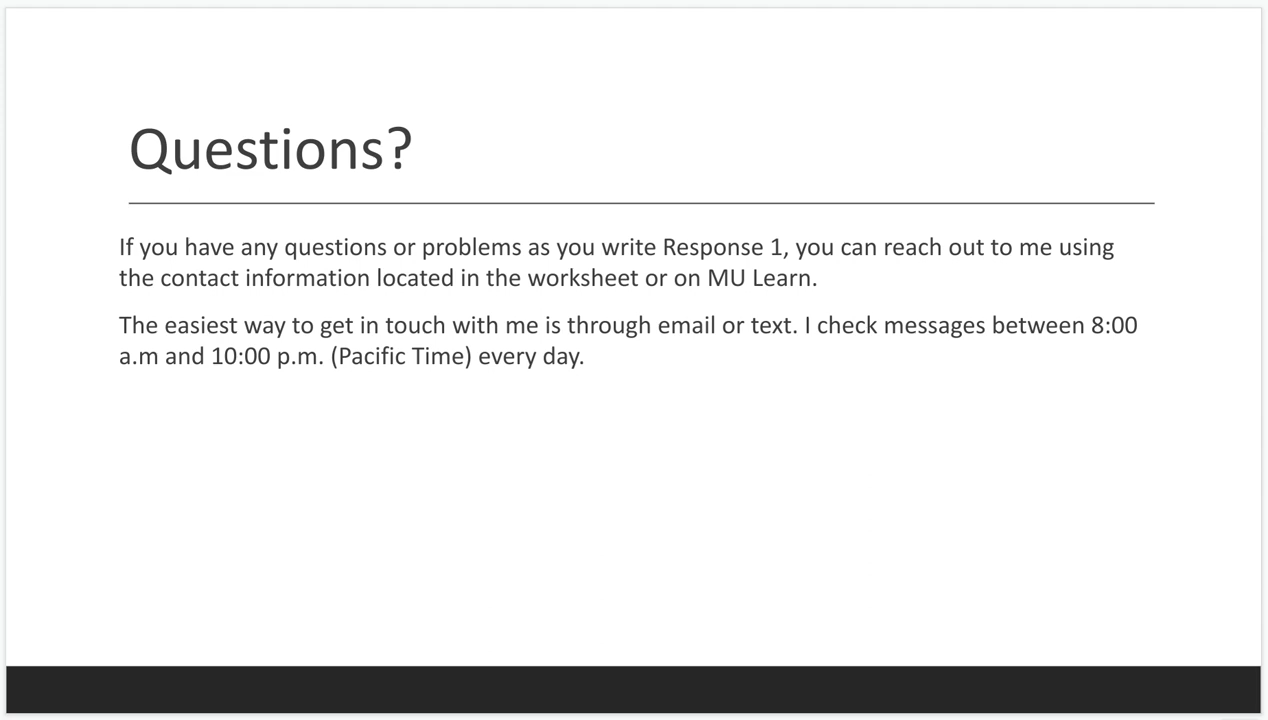 Questions?
If you have any questions or problems as you write Response 1, you can reach out to me using
the contact information located in the worksheet or on MU Learn.
The easiest way to get in touch with me is through email or text. I check messages between 8:00
a.m and 10:00 p.m. (Pacific Time) every day.